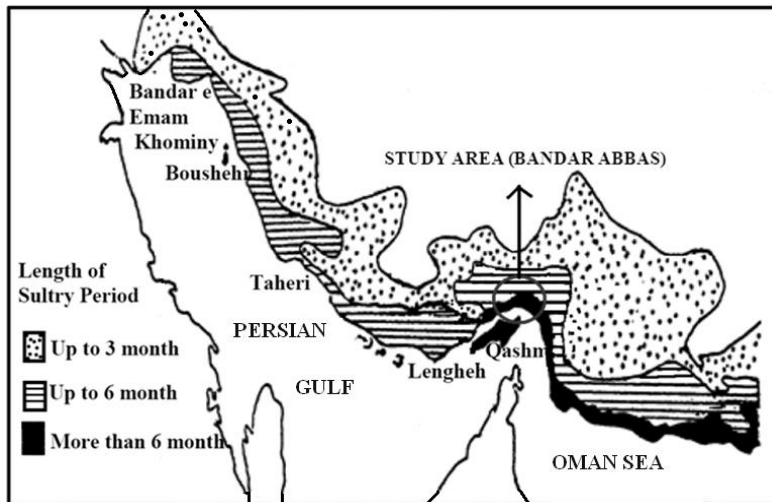 Bandar e
Emam
Khominy
Boushehr
STUDY AREA (BANDAR ABBAS)
Taheri
Length of
Sultry Period
PERSIAN
Up to 3 month
Qashm
Lengheh
GULF
Up to 6 month
More than 6 month
OMAN SEA